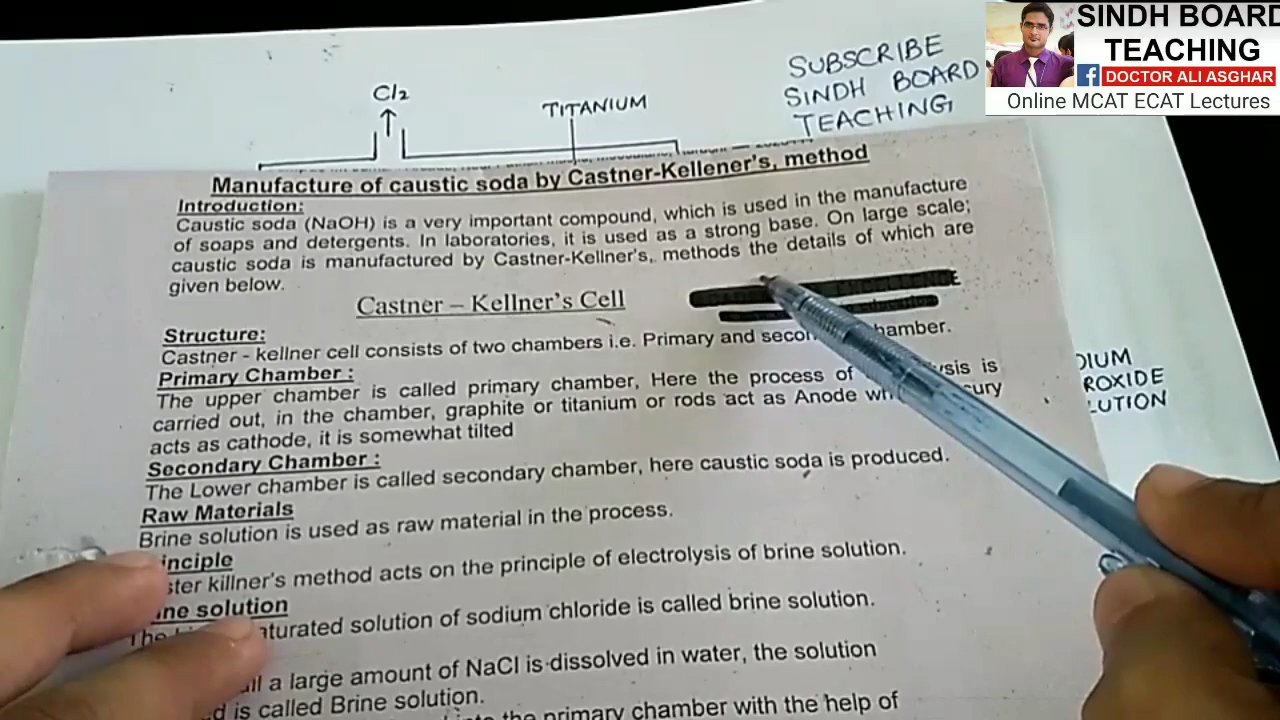 SINDH BOARD
TEACHING
DOCTOR ALI ASGHAR
Online MCAT ECAT Lectures
SUBSCRIBE
SINDH BOARD
TEACHING
Cl2
TITANIUM
Manufacture of caustic soda by Castner-Kellener's, method
Introduction:
Caustic soda (NaOH) is a very important compound, which is used in the manufacture
of soaps and detergents. In laboratories, it is used as a strong base. On large scale;
caustic soda is manufactured by Castner-Kellner's, methods the details of which are
given below.
Castner – Kellner's Cell
Structure:
Castner - kellner cell consists of two chambers i.e. Primary and secon hamber.
Primary Chamber :
The upper chamber is called primary chamber, Here the process of ysis is
carried out, in the chamber, graphite or titanium or rods act as Anode wh cury
acts as cathode, it is somewhat tilted
Secondary Chamber :
The Lower chamber is called secondary chamber, here caustic soda is produced.
Raw Materials
Brine solution is used as raw material in the process.
inciple
ster killner's method acts on the principle of electrolysis of brine solution.
ine solution
The aturated solution of sodium chloride is called brine solution.
a large amount of NaCl is dissolved in water, the solution
d is called Brine solution.
the primary chamber with the help of
DIUM
ROXIDE
LUTION